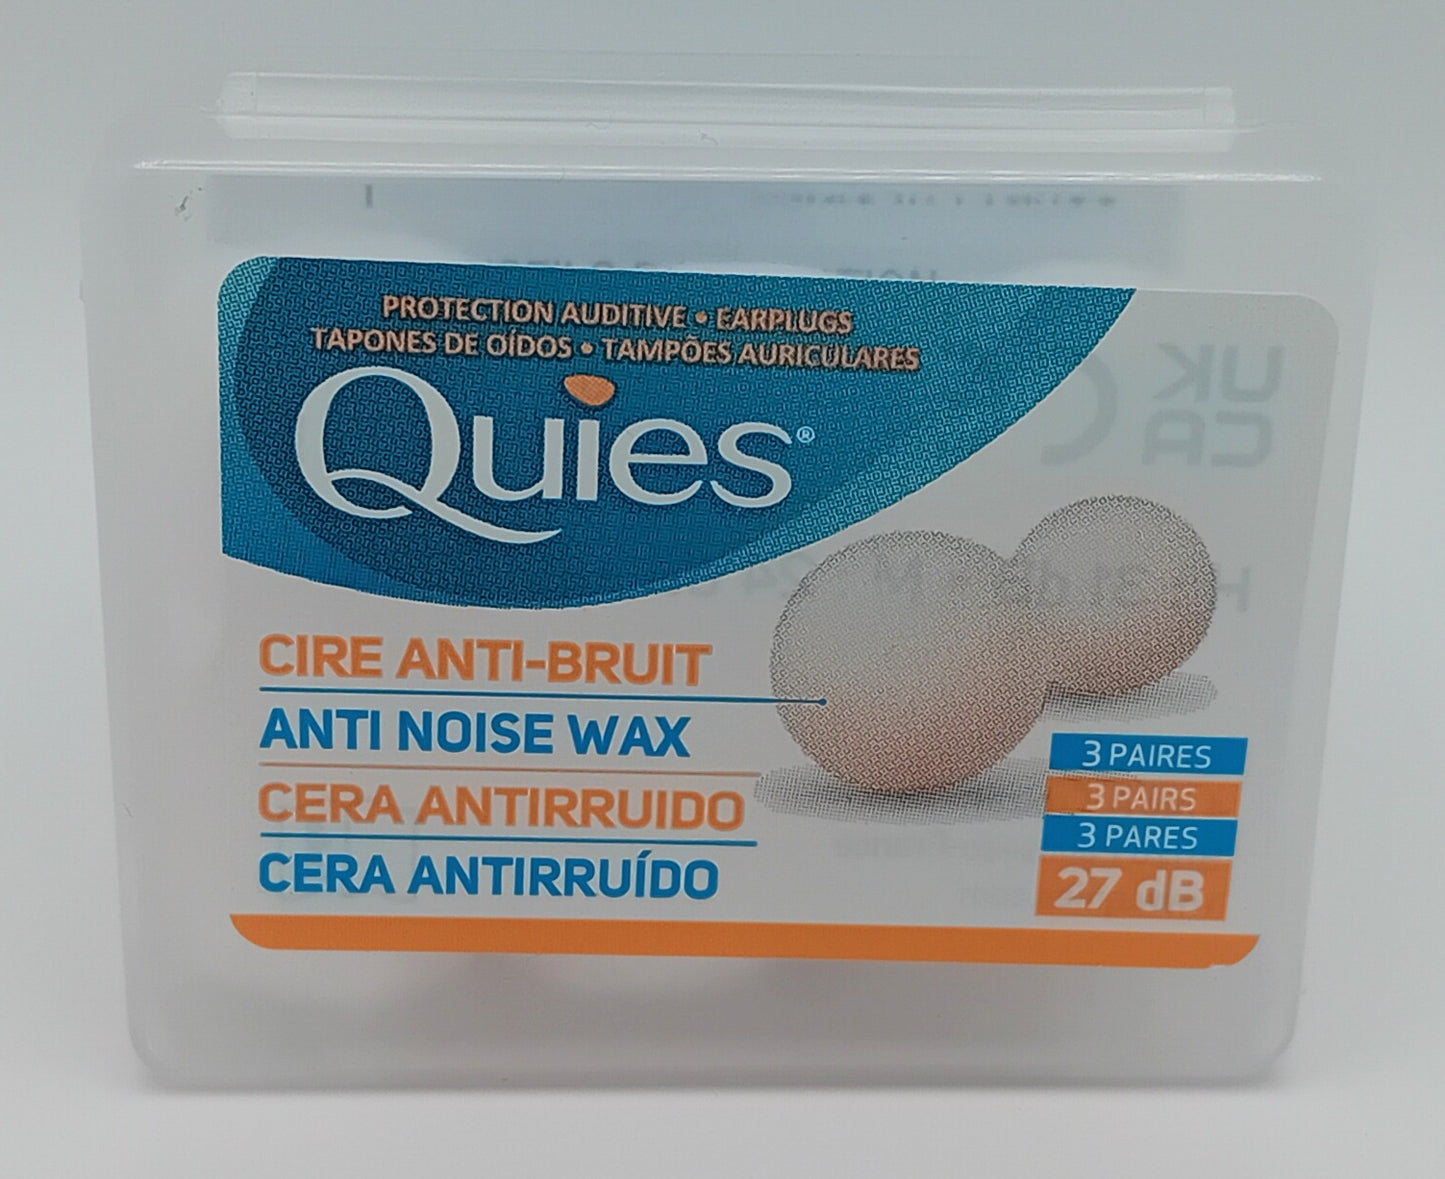 PROTECTION AUDITIVE • EARPLUGS
TAPONES DE OÍDOS • TAMPÕES AURICULARES
Quies®
CIRE ANTI-BRUIT
ANTI NOISE WAX
CERA ANTIRRUIDO
CERA ANTIRRUÍDO
3 PAIRES
3 PAIRS
3 PARES
27 dB
UK
CA